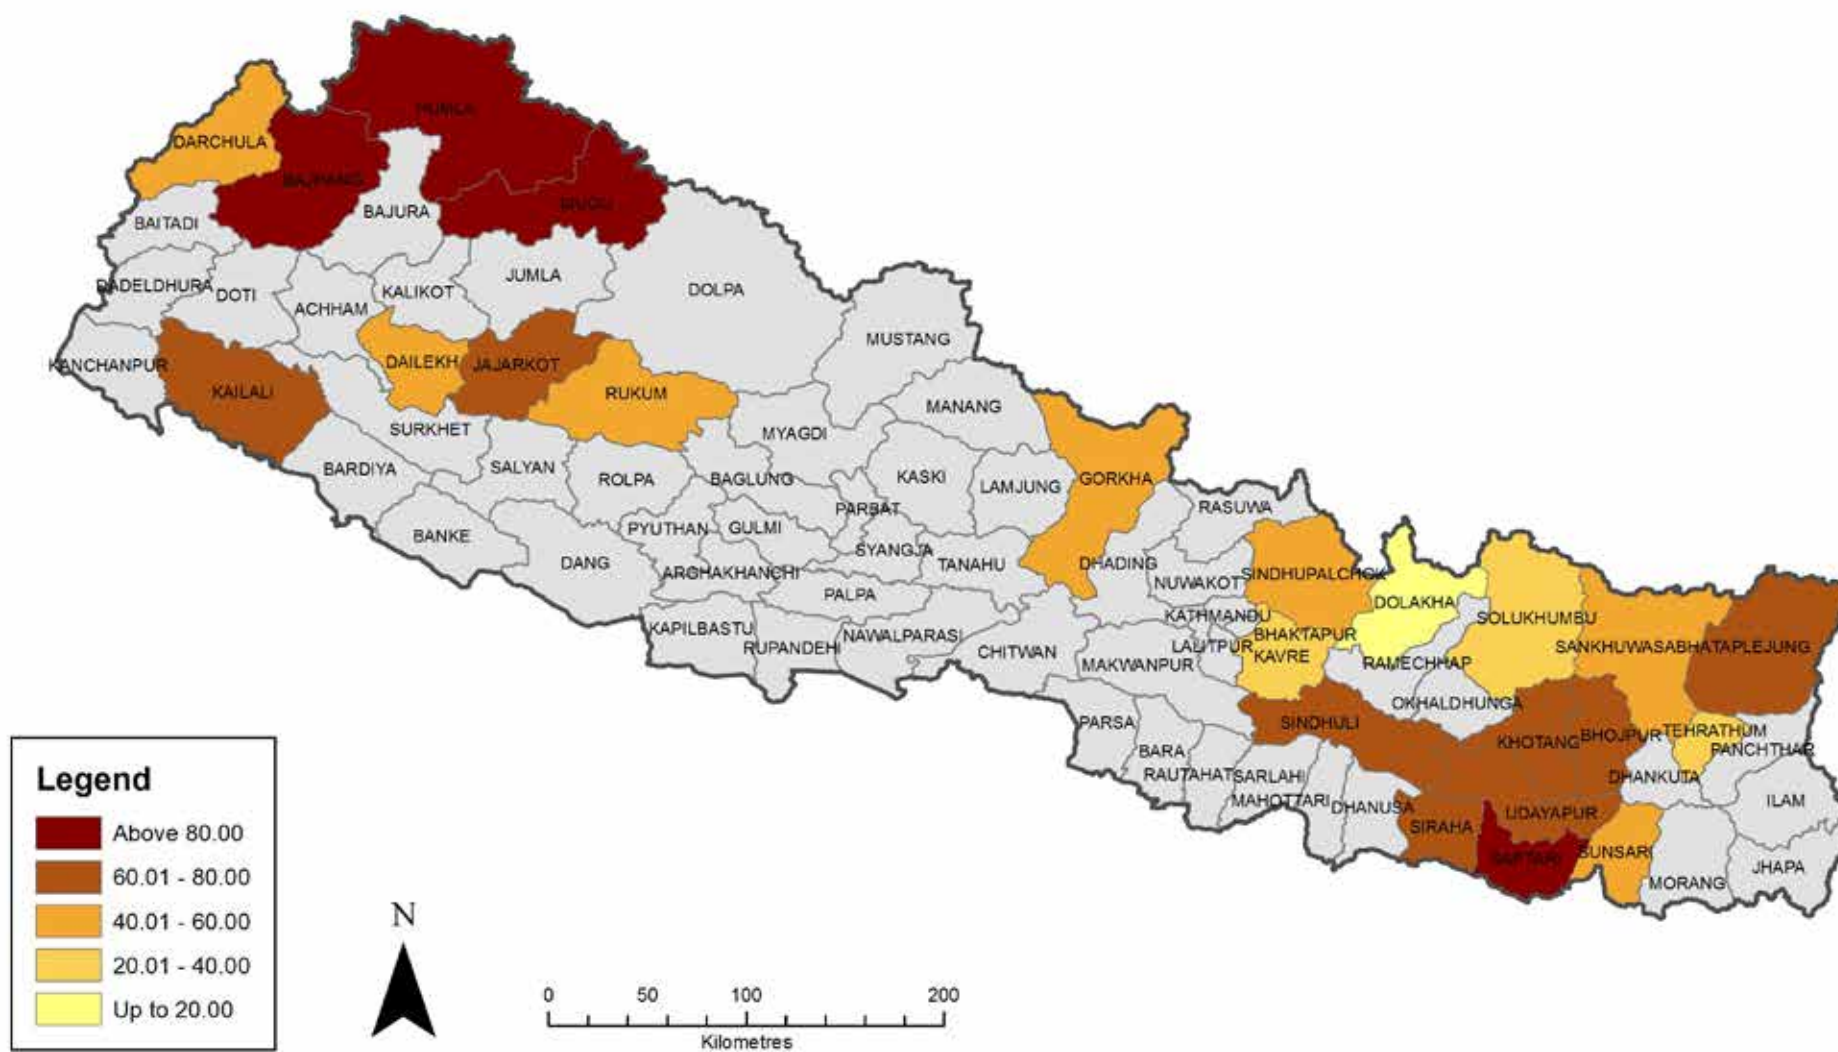 HUMLA
DARCHULA
BAJHANG
MUGU
BAJURA
BAITADI
JUMLA
DADELDHURA
DOTI
KALIKOT
DOLPA
ACHHAM
MUSTANG
KANCHANPUR
DAILEKH
JAJARKOT
KAILALI
RUKUM
MANANG
SURKHET
MYAGDI
BARDIYA
SALYAN
ROLPA
BAGLUNG
KASKI
LAMJUNG
GORKHA
PARBAT
RASUWA
BANKE
PYUTHAN
GULMI
SYANGJA
DANG
TANAHU
DHADING
ARGHAKHANCHI
NUWAKOT
SINDHUPALCHOK
PALPA
DOLAKHA
KATHMANDU
SOLUKHUMBU
KAPILBASTU
RUPANDEHI
NAWALPARASI
CHITWAN
MAKWANPUR
LALITPUR
BHAKTAPUR
KAVRE
RAMECHHAP
SANKHUWASABHA
TAPLEJUNG
OKHALDHUNGA
PARSA
SINDHULI
KHOTANG
BHOJPUR
TEHRATHUM
PANCHTHAR
BARA
RAUTAHAT
SARLAHI
DHANKUTA
MAHOTTARI
DHANUSA
UDAYAPUR
ILAM
SIRAHA
SAPTARI
SUNSARI
MORANG
JHAPA
Legend
Above 80.00
60.01 - 80.00
40.01 - 60.00
20.01 - 40.00
Up to 20.00
N
0 50 100 200
Kilometres